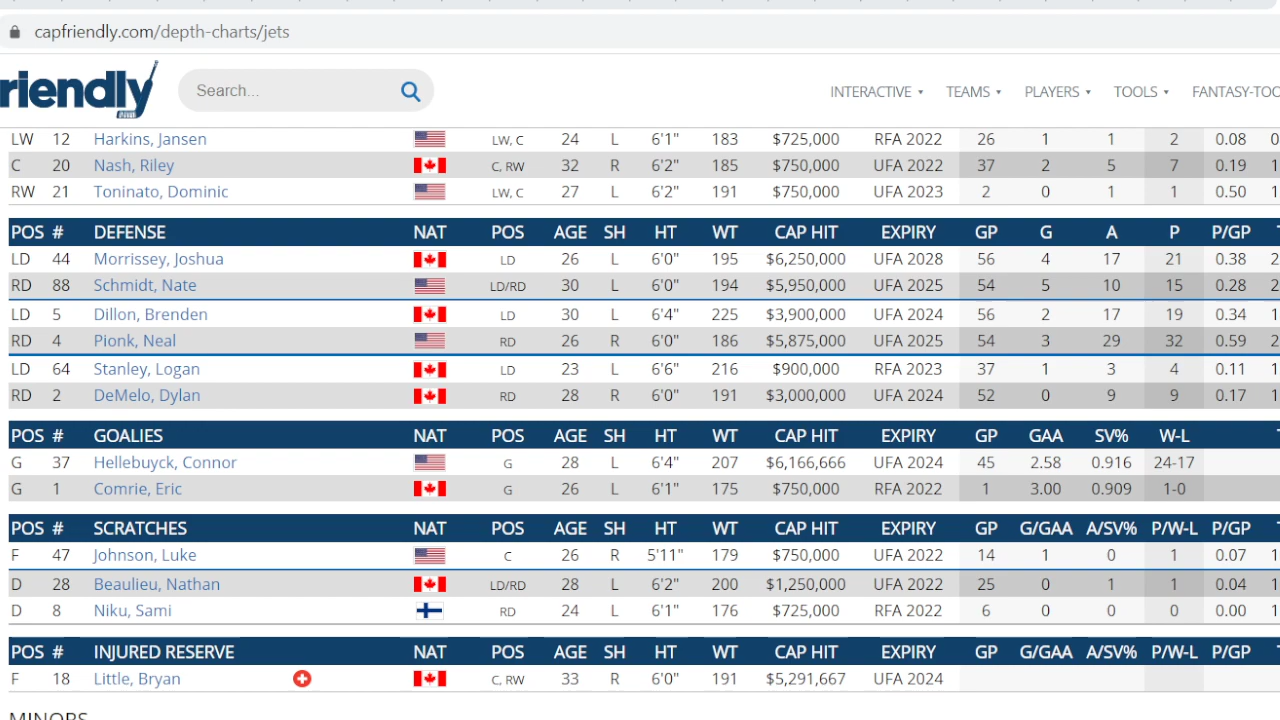 capfriendly.com/depth-charts/jets
riendly Search... INTERACTIVE TEAMS PLAYERS TOOLS FANTASY-TOO
LW 12 Harkins, Jansen LW, C 24 L 6'1" 183 $725,000 RFA 2022 26 1 1 2 0.08 0
C 20 Nash, Riley C, RW 32 R 6'2" 185 $750,000 UFA 2022 37 2 5 7 0.19 1
RW 21 Toninato, Dominic LW, C 27 L 6'2" 191 $750,000 UFA 2023 2 0 1 1 0.50 1
POS # DEFENSE NAT POS AGE SH HT WT CAP HIT EXPIRY GP G A P P/GP T
LD 44 Morrissey, Joshua LD 26 L 6'0" 195 $6,250,000 UFA 2028 56 4 17 21 0.38 2
RD 88 Schmidt, Nate LD/RD 30 L 6'0" 194 $5,950,000 UFA 2025 54 5 10 15 0.28 2
LD 5 Dillon, Brenden LD 30 L 6'4" 225 $3,900,000 UFA 2024 56 2 17 19 0.34 1
RD 4 Pionk, Neal RD 26 R 6'0" 186 $5,875,000 UFA 2025 54 3 29 32 0.59 2
LD 64 Stanley, Logan LD 23 L 6'6" 216 $900,000 RFA 2023 37 1 3 4 0.11 1
RD 2 DeMelo, Dylan RD 28 R 6'0" 191 $3,000,000 UFA 2024 52 0 9 9 0.17 1
POS # GOALIES NAT POS AGE SH HT WT CAP HIT EXPIRY GP GAA SV% W-L T
G 37 Hellebuyck, Connor G 28 L 6'4" 207 $6,166,666 UFA 2024 45 2.58 0.916 24-17
G 1 Comrie, Eric G 26 L 6'1" 175 $750,000 RFA 2022 1 3.00 0.909 1-0
POS # SCRATCHES NAT POS AGE SH HT WT CAP HIT EXPIRY GP G/GAA A/SV% P/W-L P/GP T
F 47 Johnson, Luke C 26 R 5'11" 179 $750,000 UFA 2022 14 1 0 1 0.07 1
D 28 Beaulieu, Nathan LD/RD 28 L 6'2" 200 $1,250,000 UFA 2022 25 0 1 1 0.04 1
D 8 Niku, Sami RD 24 L 6'1" 176 $725,000 RFA 2022 6 0 0 0 0.00 1
POS # INJURED RESERVE NAT POS AGE SH HT WT CAP HIT EXPIRY GP G/GAA A/SV% P/W-L P/GP T
F 18 Little, Bryan C, RW 33 R 6'0" 191 $5,291,667 UFA 2024
MINORS